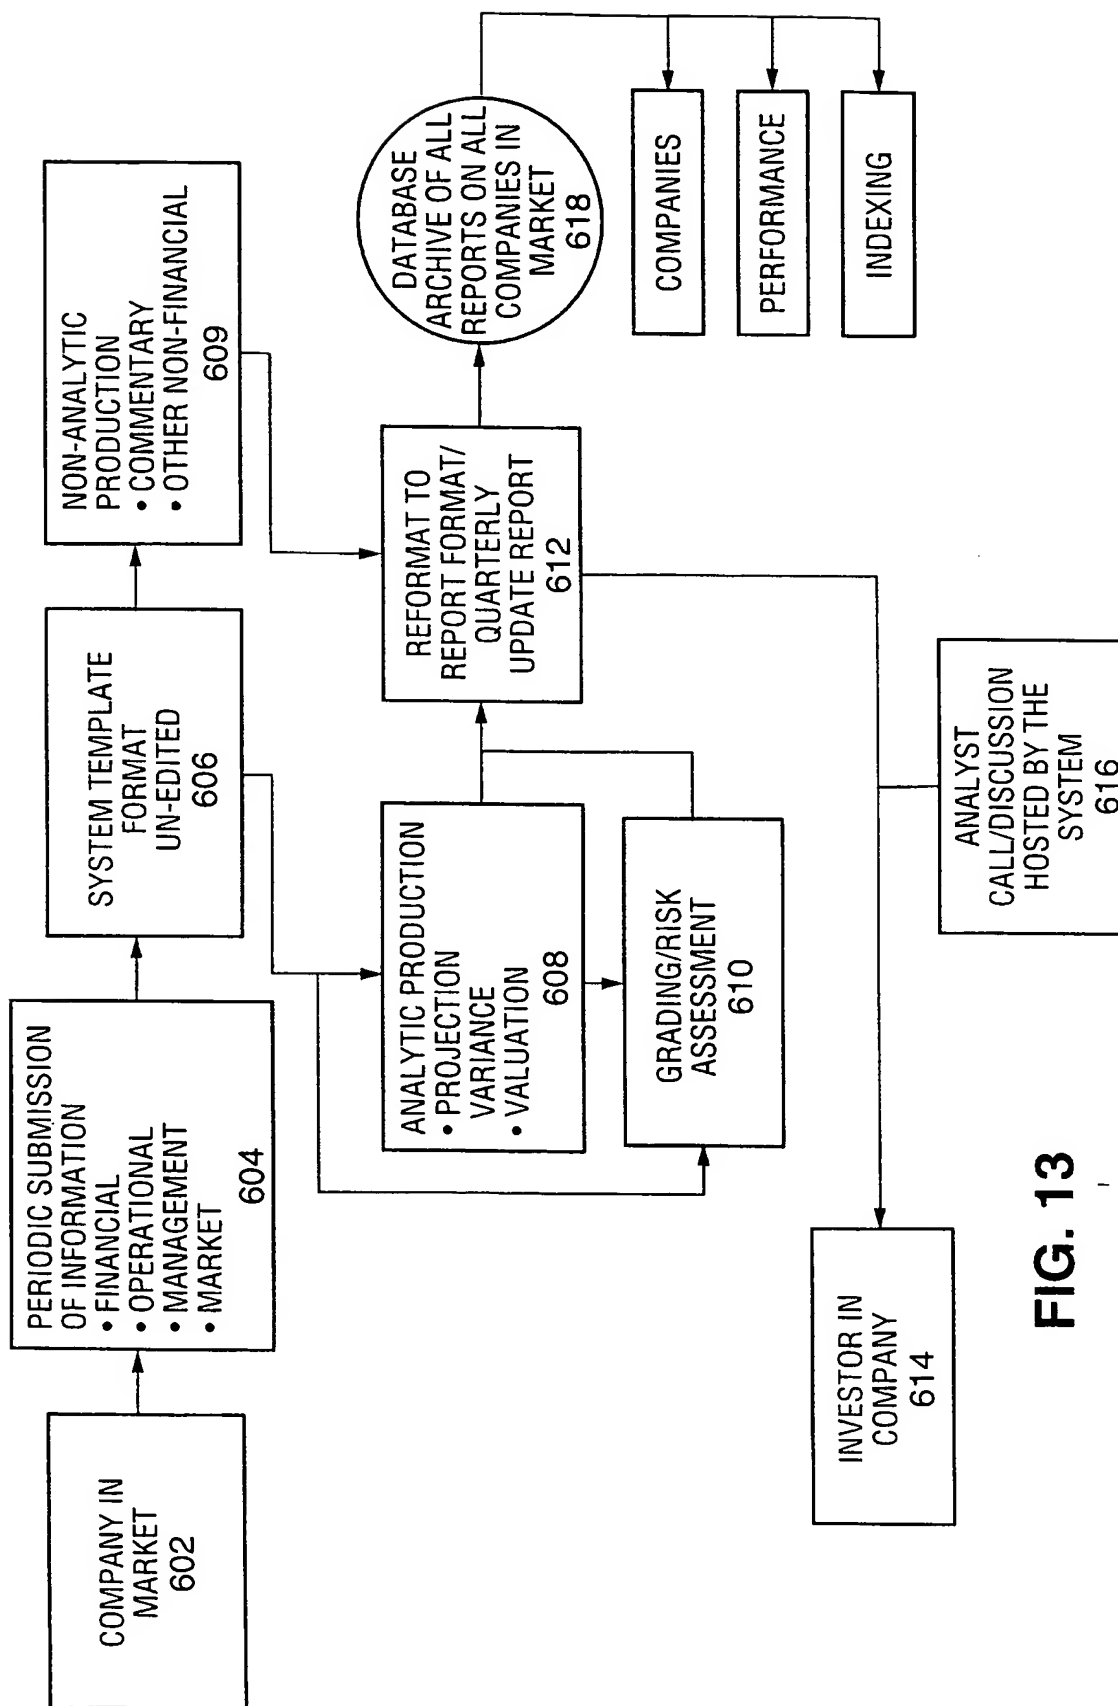 COMPANY IN
MARKET
602
PERIODIC SUBMISSION
OF INFORMATION
• FINANCIAL
• OPERATIONAL
• MANAGEMENT
• MARKET
604
SYSTEM TEMPLATE
FORMAT
UN-EDITED
606
NON-ANALYTIC
PRODUCTION
• COMMENTARY
• OTHER NON-FINANCIAL
609
ANALYTIC PRODUCTION
• PROJECTION
VARIANCE
• VALUATION
608
GRADING/RISK
ASSESSMENT
610
REFORMAT TO
REPORT FORMAT/
QUARTERLY
UPDATE REPORT
612
DATABASE
ARCHIVE OF ALL
REPORTS ON ALL
COMPANIES IN
MARKET
618
COMPANIES
PERFORMANCE
INDEXING
INVESTOR IN
COMPANY
614
ANALYST
CALL/DISCUSSION
HOSTED BY THE
SYSTEM
616
FIG. 13